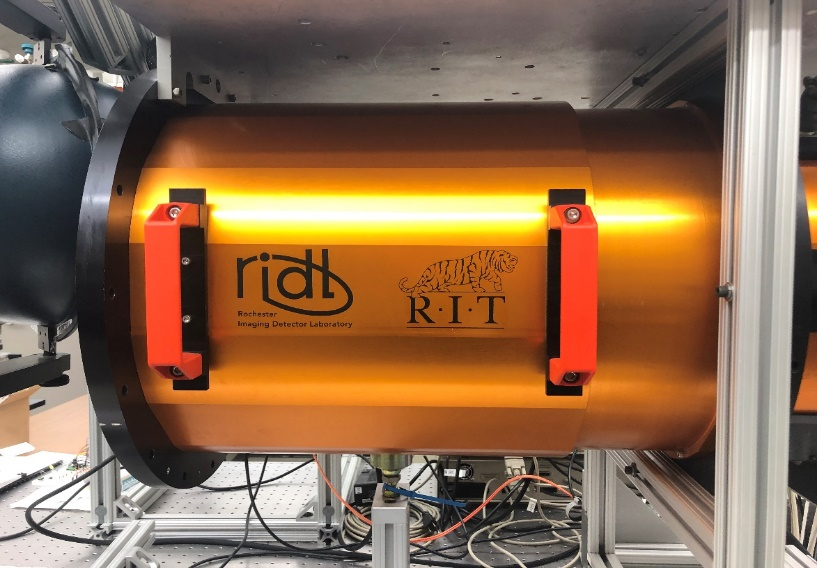 ridl
Rochester
Imaging Detector Laboratory
R·I·T